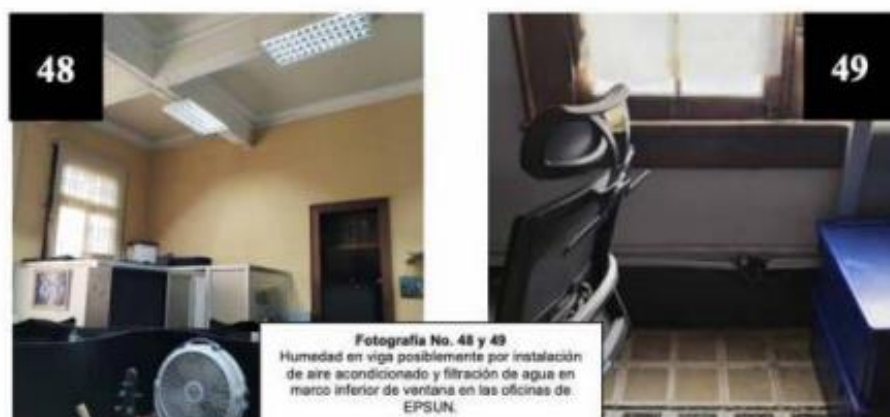 48
49
Fotografía No. 48 y 49
Humedad en viga posiblemente por instalación
de aire acondicionado y filtración de agua en
marco inferior de ventana en las oficinas de
EPSUN.